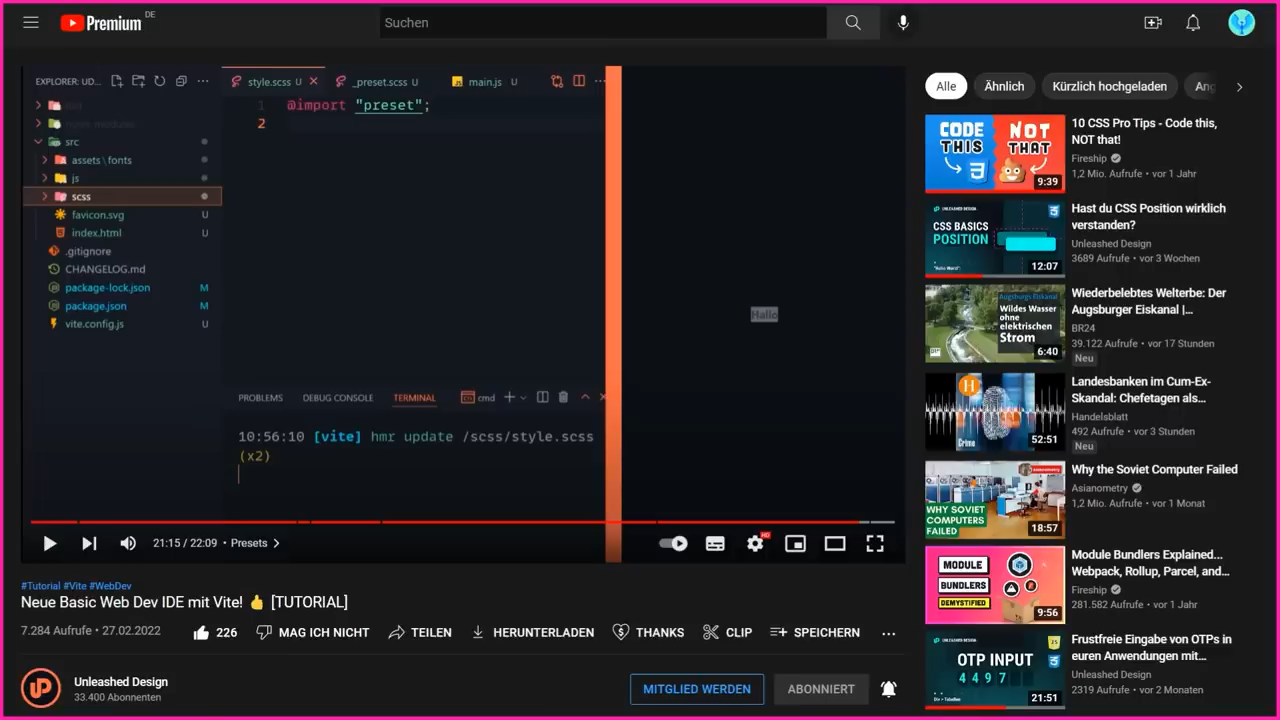 Premium DE
Suchen
EXPLORER: UD...
style.scss U
_preset.scss U
main.js U
1 @import "preset";
2
src
assets \ fonts
js
scss
favicon.svg U
index.html U
.gitignore
CHANGELOG.md
package-lock.json M
package.json M
vite.config.js U
Hallo
PROBLEMS DEBUG CONSOLE TERMINAL cmd
10:56:10 [vite] hmr update /scss/style.scss
(x2)
21:15 / 22:09 • Presets
HD
#Tutorial #Vite #WebDev
Neue Basic Web Dev IDE mit Vite! 👍 [TUTORIAL]
7.284 Aufrufe • 27.02.2022
226
MAG ICH NICHT
TEILEN
HERUNTERLADEN
THANKS
CLIP
SPEICHERN
Unleashed Design
33.400 Abonnenten
MITGLIED WERDEN
ABONNIERT
Alle
Ähnlich
Kürzlich hochgeladen
CODE THIS
NOT THAT
9:39
10 CSS Pro Tips - Code this,
NOT that!
Fireship
1,2 Mio. Aufrufe • vor 1 Jahr
UNLEASHED DESIGN
CSS BASICS
POSITION
"Hello World";
12:07
Hast du CSS Position wirklich
verstanden?
Unleashed Design
3689 Aufrufe • vor 3 Wochen
Augsburgs Eiskanal
Wildes Wasser
ohne
elektrischen
Strom
6:40
Wiederbelebtes Welterbe: Der
Augsburger Eiskanal |...
BR24
39.122 Aufrufe • vor 17 Stunden
Neu
H
Crime
52:51
Landesbanken im Cum-Ex-
Skandal: Chefetagen als...
Handelsblatt
492 Aufrufe • vor 3 Stunden
Neu
asianometry
WHY SOVIET
COMPUTERS
FAILED
18:57
Why the Soviet Computer Failed
Asianometry
1,2 Mio. Aufrufe • vor 1 Monat
MODULE
BUNDLERS
DEMYSTIFIED
9:56
Module Bundlers Explained...
Webpack, Rollup, Parcel, and...
Fireship
281.582 Aufrufe • vor 1 Jahr
UNLEASHED DESIGN
OTP INPUT
4 4 9 7
21:51
Frustfreie Eingabe von OTPs in
euren Anwendungen mit...
Unleashed Design
2319 Aufrufe • vor 2 Monaten